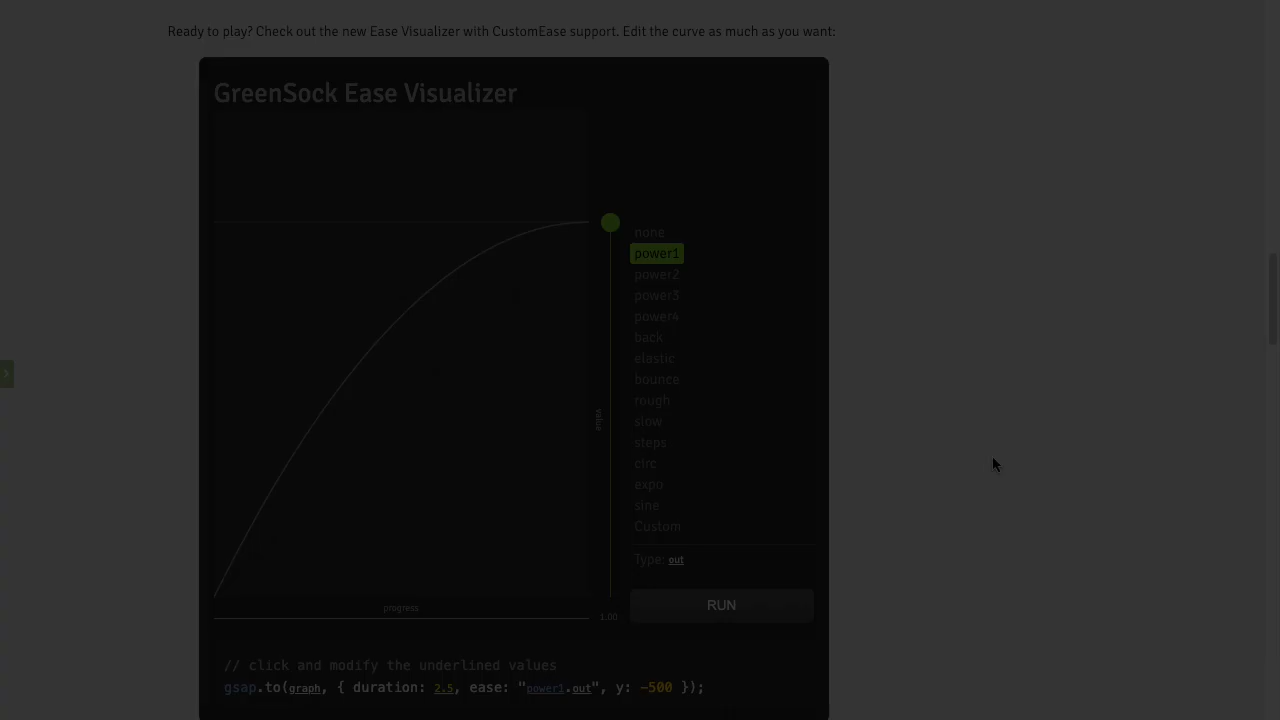 Ready to play? Check out the new Ease Visualizer with CustomEase support. Edit the curve as much as you want:
GreenSock Ease Visualizer
none
power1
power2
power3
power4
back
elastic
bounce
rough
slow
steps
circ
expo
sine
Custom
value
Type: out
progress
1.00
RUN
// click and modify the underlined values
gsap.to(graph, { duration: 2.5, ease: "power1.out", y: -500 });